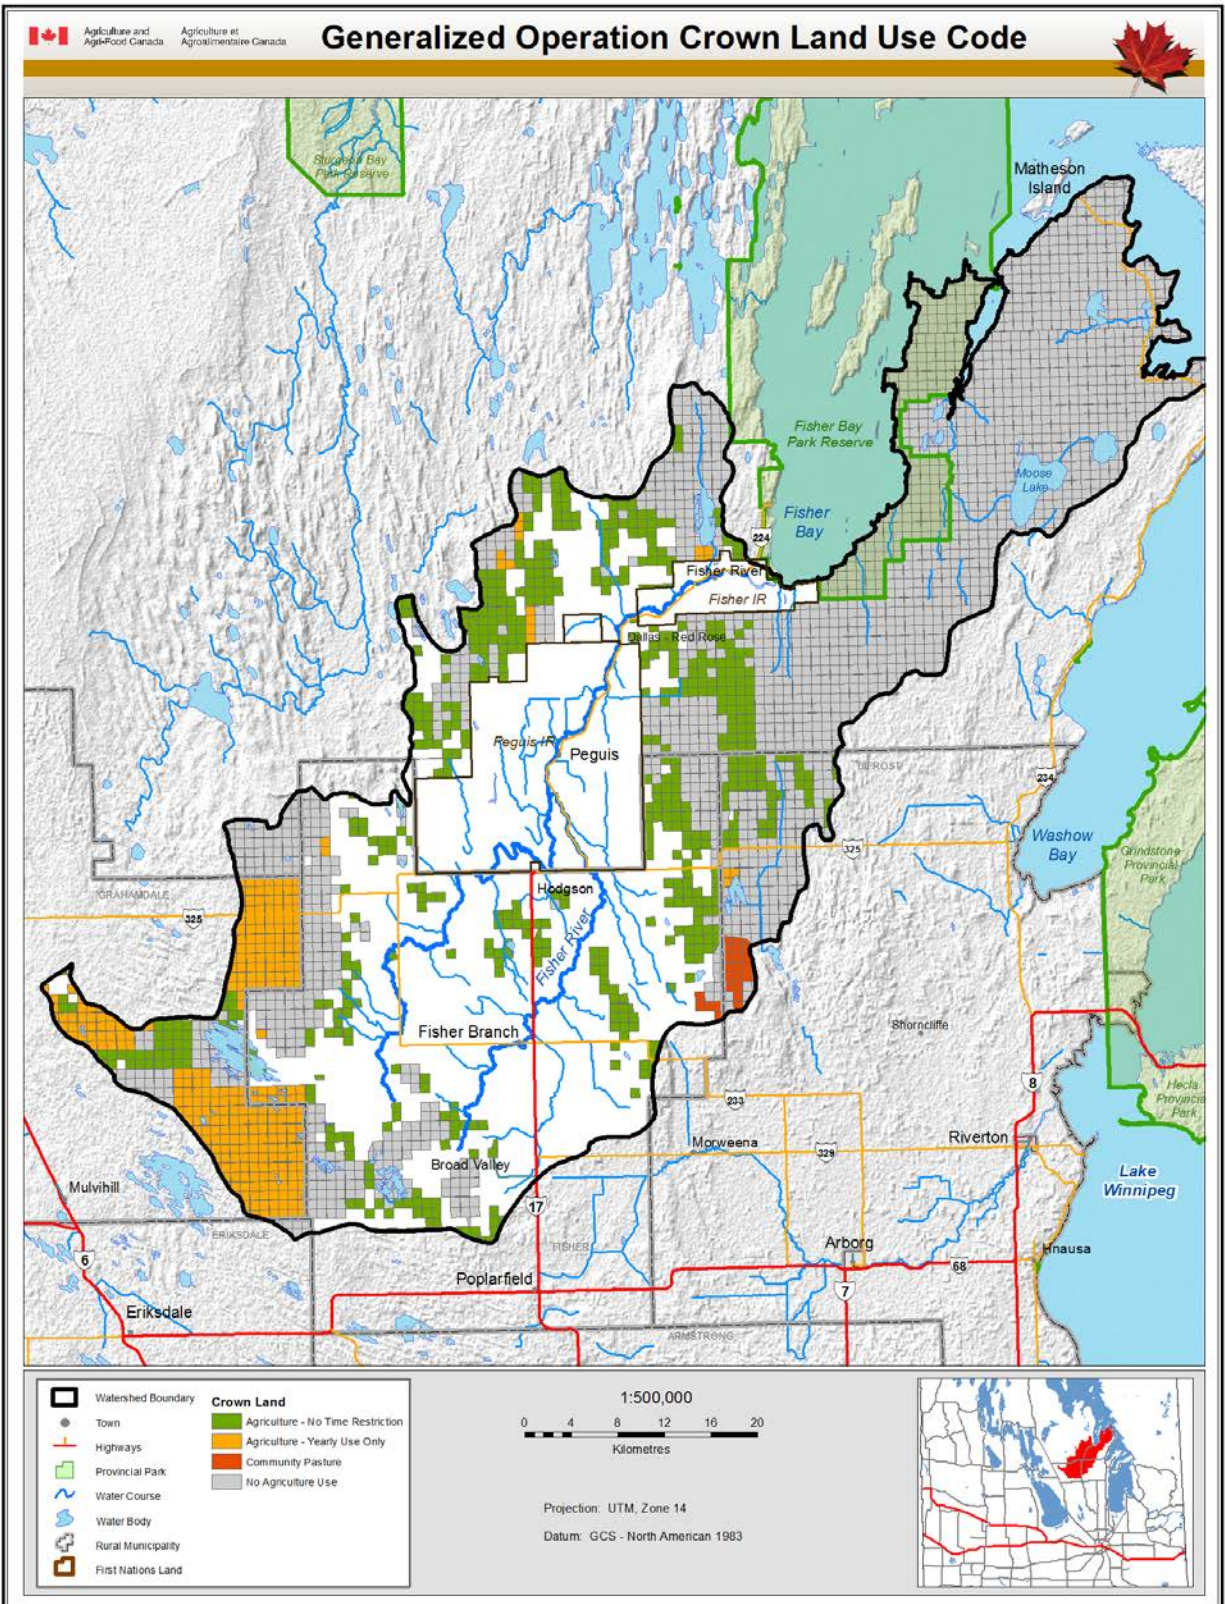 Agriculture and
Agri-Food Canada
Agriculture et
Agroalimentaire Canada
Generalized Operation Crown Land Use Code
Sturgeon Bay
Park Reserve
Matheson
Island
Fisher Bay
Park Reserve
Moose
Lake
Fisher
Bay
224
Fisher River
Fisher IR
Dallas - Red Rose
Peguis IR
Peguis
234
325
Washow
Bay
Grindstone
Provincial
Park
GRAHAMDALE
325
Hodgson
Fisher River
Fisher Branch
Shorncliffe
8
Hecla
Provincial
Park
233
Morweena
329
Riverton
Broad Valley
Lake
Winnipeg
Mulvihill
17
ERIKSDALE
FISHER
6
Arborg
Hnausa
68
Poplarfield
7
Eriksdale
ARMSTRONG
Watershed Boundary
Town
Highways
Provincial Park
Water Course
Water Body
Rural Municipality
First Nations Land
Crown Land
Agriculture - No Time Restriction
Agriculture - Yearly Use Only
Community Pasture
No Agriculture Use
1:500,000
0 4 8 12 16 20
Kilometres
Projection: UTM, Zone 14
Datum: GCS - North American 1983